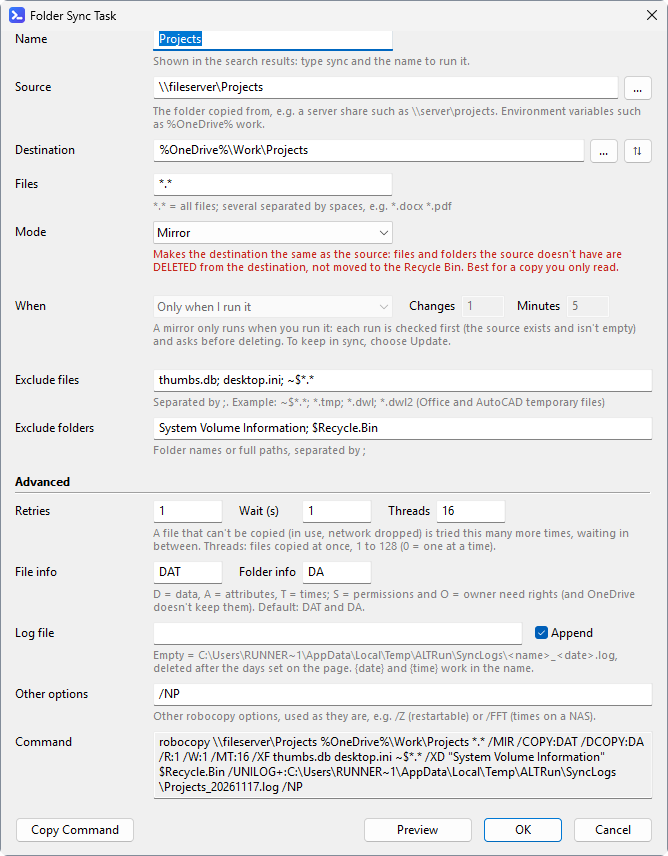 Folder Sync Task
Name
Projects
Shown in the search results: type sync and the name to run it.
Source
\\fileserver\Projects
...
The folder copied from, e.g. a server share such as \\server\projects. Environment variables such
as %OneDrive% work.
Destination
%OneDrive%\Work\Projects
...
Files
*.*
*.* = all files; several separated by spaces, e.g. *.docx *.pdf
Mode
Mirror
Makes the destination the same as the source: files and folders the source doesn't have are
DELETED from the destination, not moved to the Recycle Bin. Best for a copy you only read.
When
Only when I run it
Changes
1
Minutes
5
A mirror only runs when you run it: each run is checked first (the source exists and isn't empty)
and asks before deleting. To keep in sync, choose Update.
Exclude files
thumbs.db; desktop.ini; ~$*.*
Separated by ;. Example: ~$*.*; *.tmp; *.dwl; *.dwl2 (Office and AutoCAD temporary files)
Exclude folders
System Volume Information; $Recycle.Bin
Folder names or full paths, separated by ;
Advanced
Retries
1
Wait (s)
1
Threads
16
A file that can't be copied (in use, network dropped) is tried this many more times, waiting in
between. Threads: files copied at once, 1 to 128 (0 = one at a time).
File info
DAT
Folder info
DA
D = data, A = attributes, T = times; S = permissions and O = owner need rights (and OneDrive
doesn't keep them). Default: DAT and DA.
Log file
Append
Empty = C:\Users\RUNNER~1\AppData\Local\Temp\ALTRun\SyncLogs\<name>_<date>.log,
deleted after the days set on the page. {date} and {time} work in the name.
Other options
/NP
Other robocopy options, used as they are, e.g. /Z (restartable) or /FFT (times on a NAS).
Command
robocopy \\fileserver\Projects %OneDrive%\Work\Projects *.* /MIR /COPY:DAT /DCOPY:DA
/R:1 /W:1 /MT:16 /XF thumbs.db desktop.ini ~$*.* /XD "System Volume Information"
$Recycle.Bin /UNILOG+:C:\Users\RUNNER~1\AppData\Local\Temp\ALTRun\SyncLogs
\Projects_20261117.log /NP
Copy Command
Preview
OK
Cancel